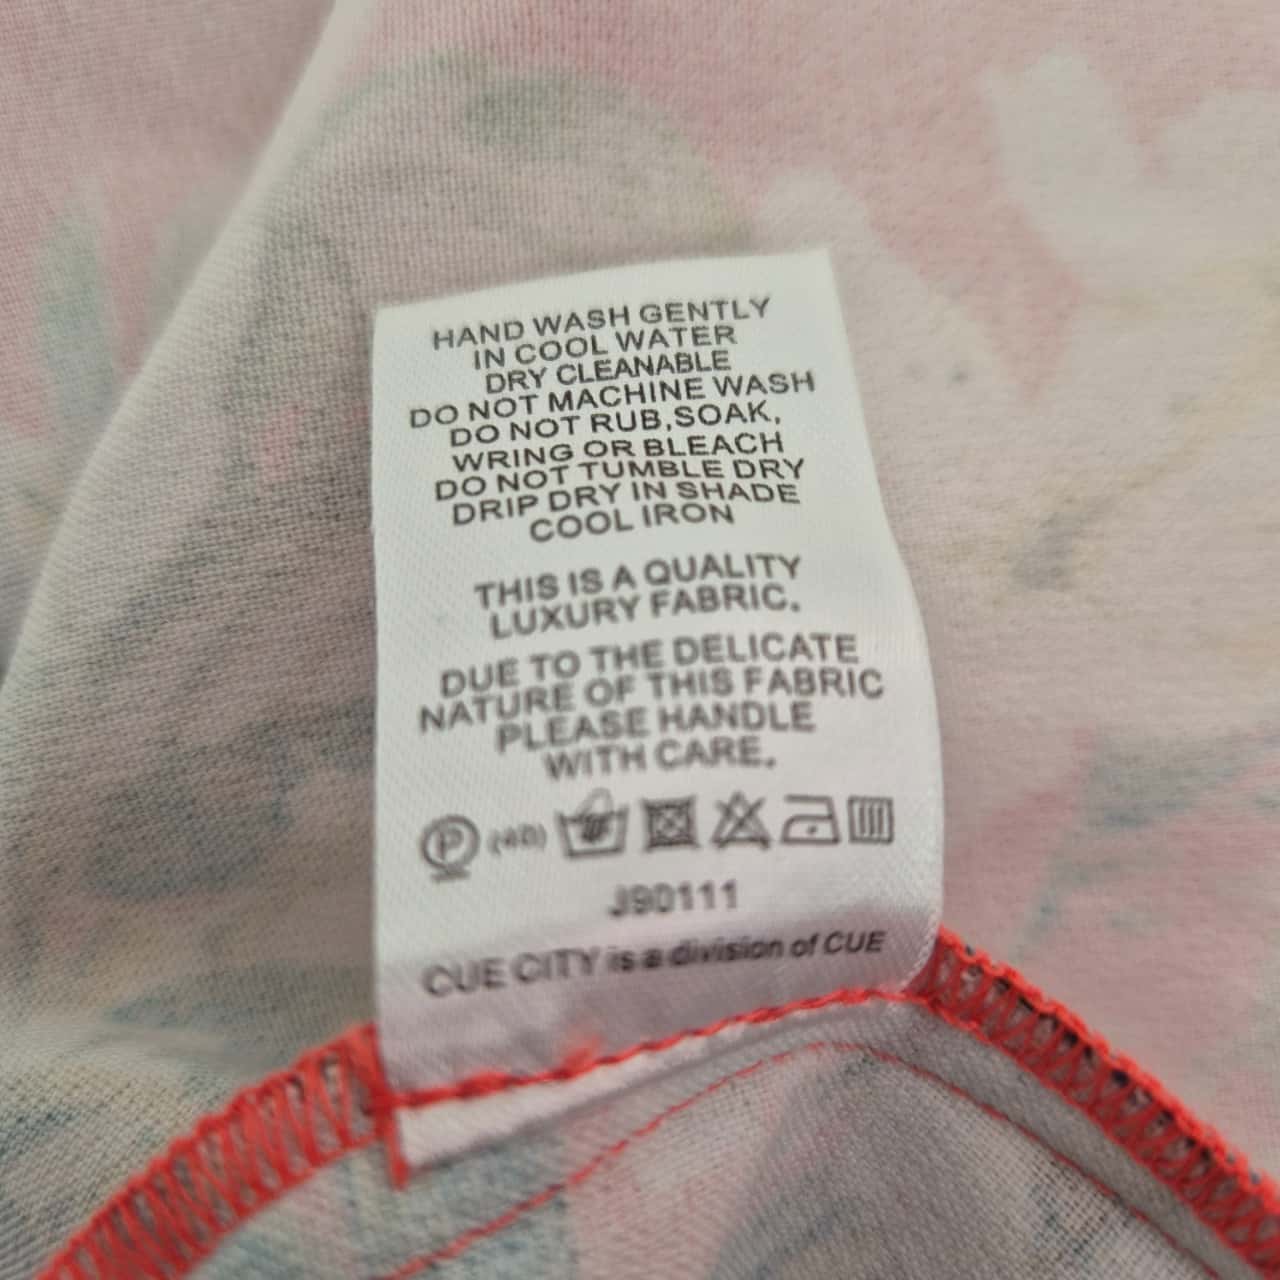 HAND WASH GENTLY
IN COOL WATER
DRY CLEANABLE
DO NOT MACHINE WASH
DO NOT RUB,SOAK,
WRING OR BLEACH
DO NOT TUMBLE DRY
DRIP DRY IN SHADE
COOL IRON
THIS IS A QUALITY
LUXURY FABRIC.
DUE TO THE DELICATE
NATURE OF THIS FABRIC
PLEASE HANDLE
WITH CARE.
P (40)
J90111
CUE CITY is a division of CUE